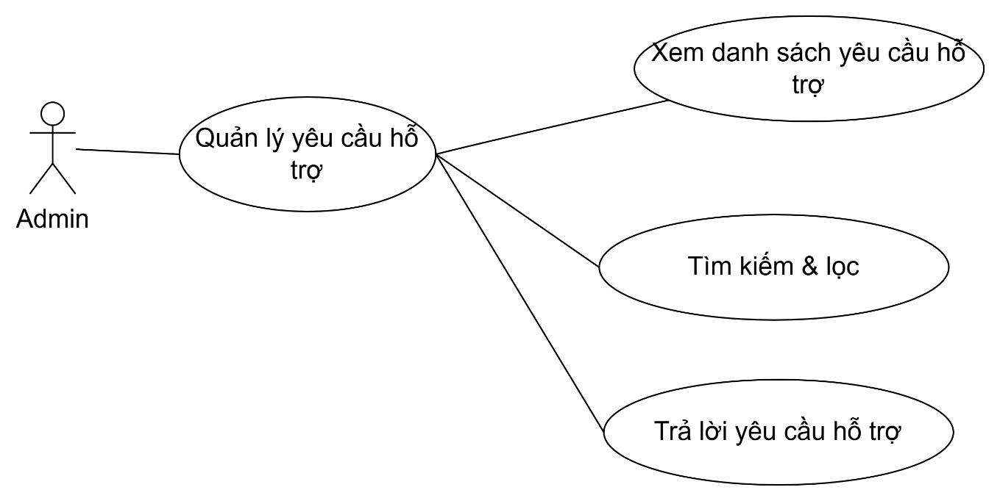 Xem danh sách yêu cầu hỗ
trợ
Quản lý yêu cầu hỗ
trợ
Admin
Tìm kiếm & lọc
Trả lời yêu cầu hỗ trợ